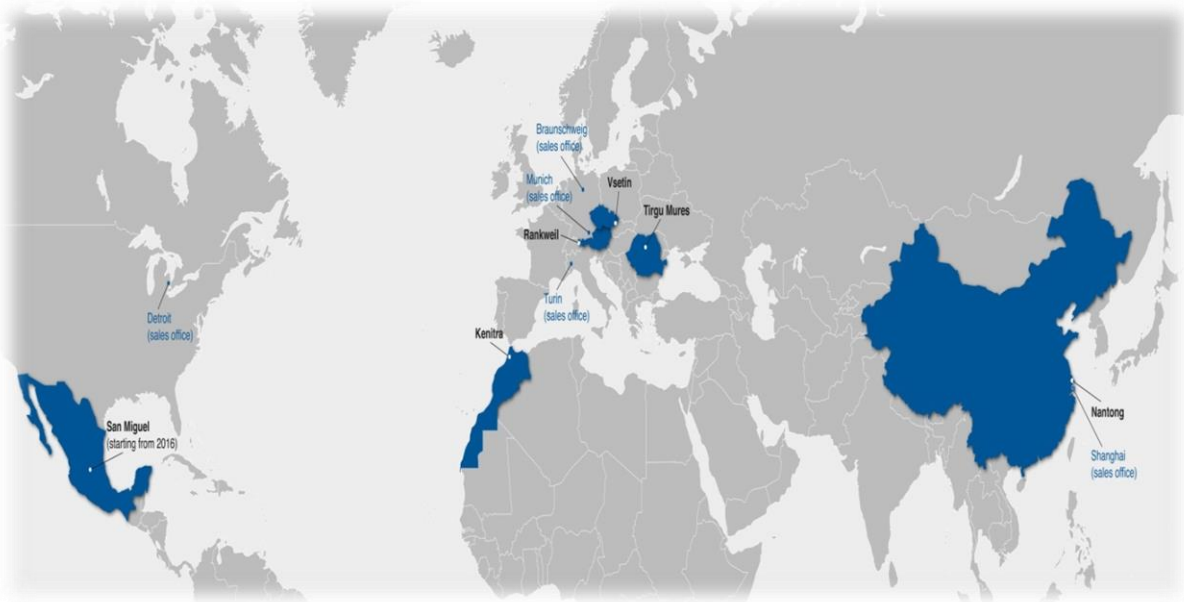 Braunschweig
(sales office)
Munich
(sales office)
Vsetin
Tirgu Mures
Rankweil
Turin
(sales office)
Detroit
(sales office)
Kenitra
San Miguel
(starting from 2016)
Nantong
Shanghai
(sales office)